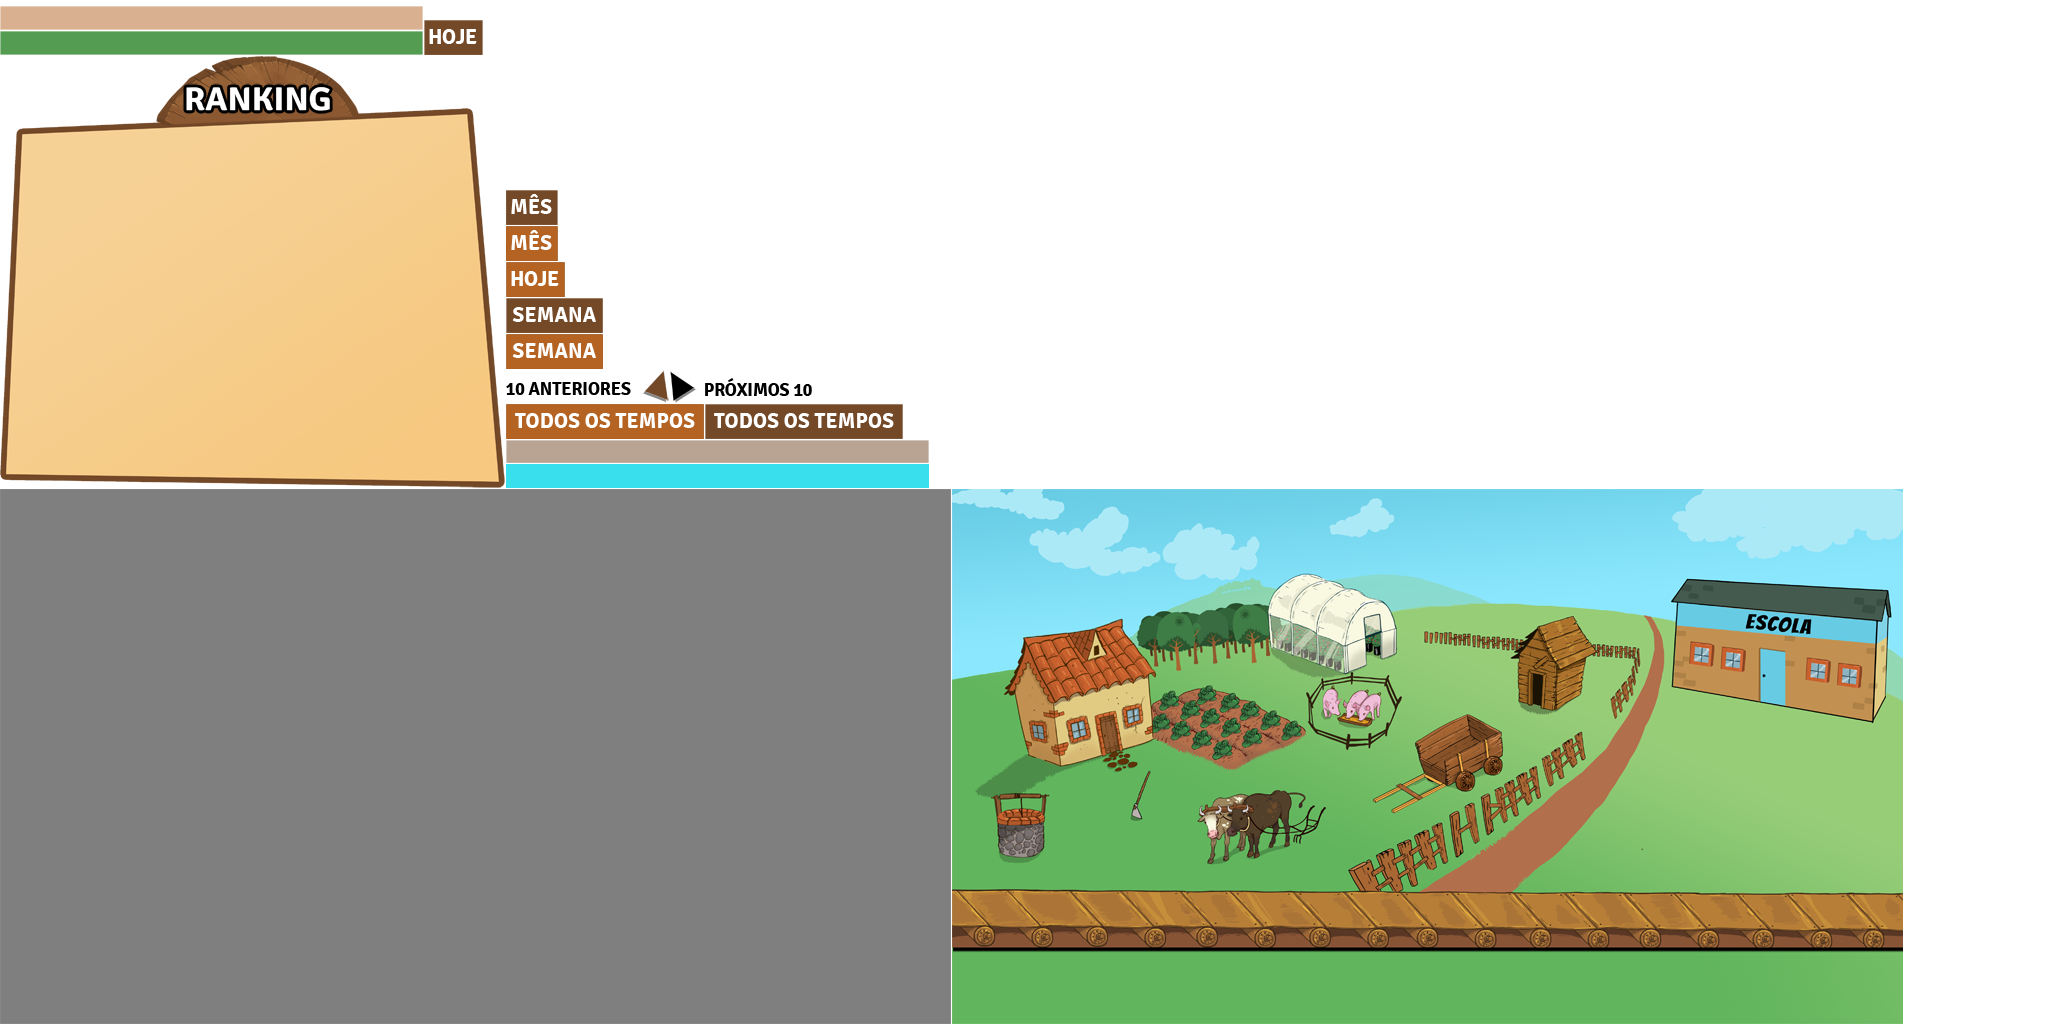 HOJE
RANKING
MÊS
MÊS
HOJE
SEMANA
SEMANA
10 ANTERIORES
PRÓXIMOS 10
TODOS OS TEMPOS
TODOS OS TEMPOS
ESCOLA